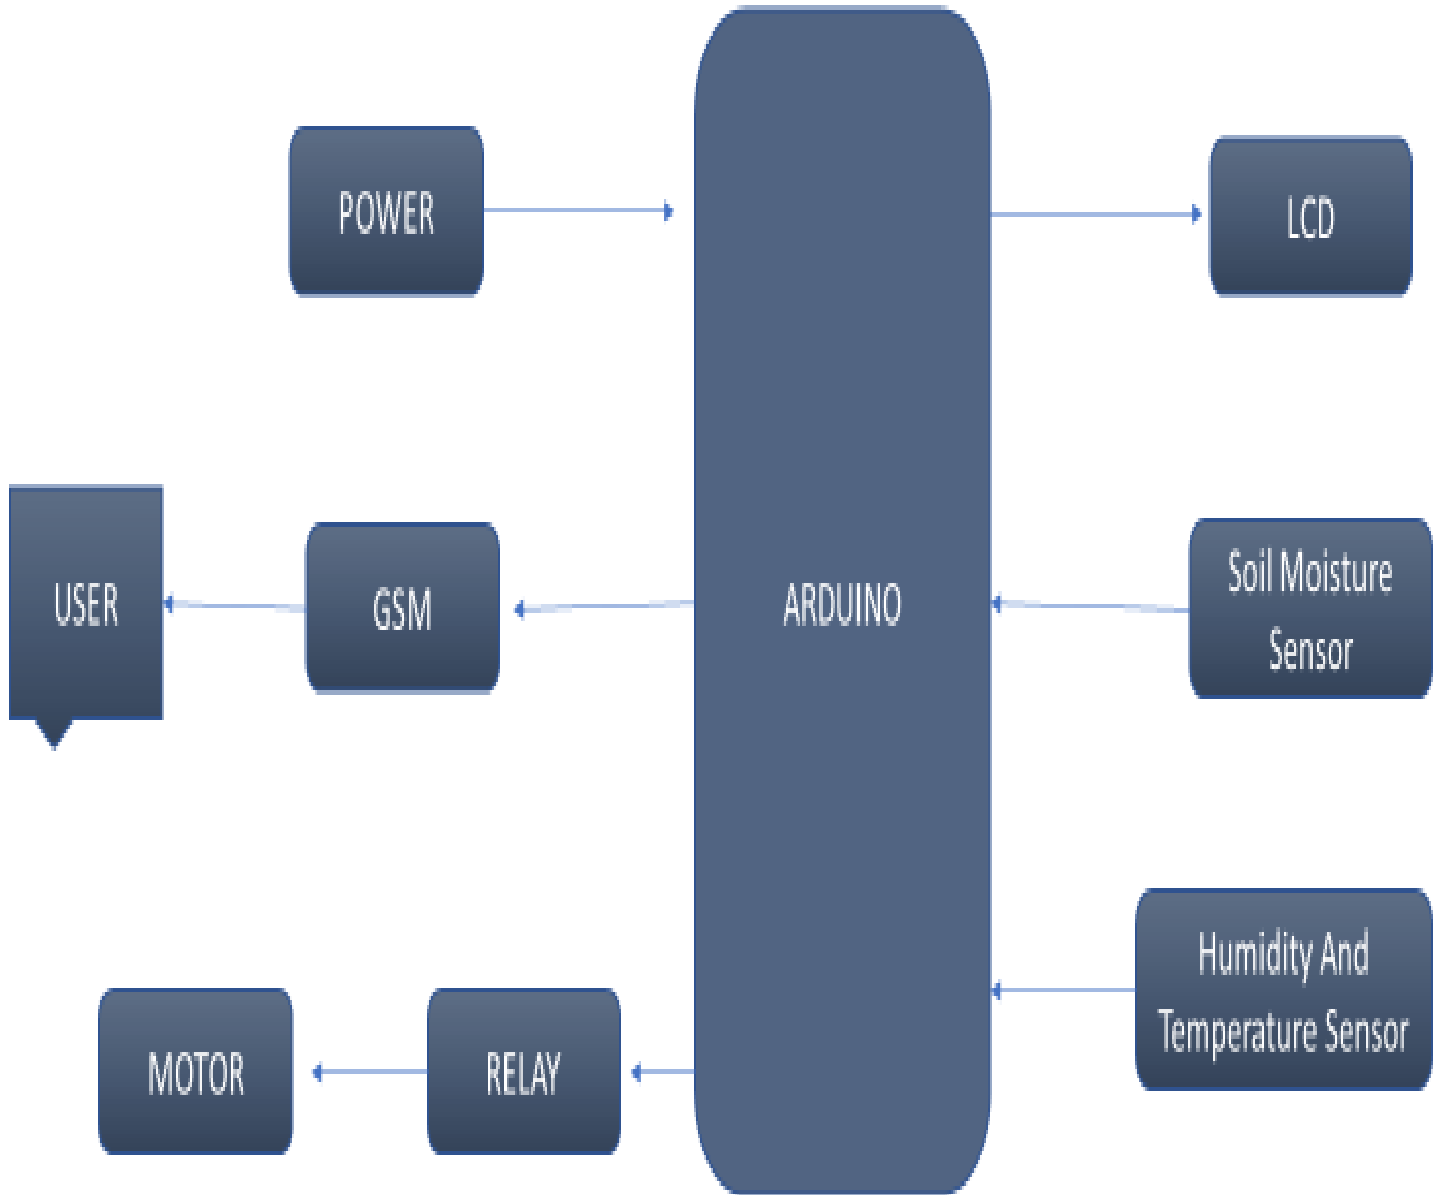 POWER
LCD
USER
GSM
ARDUINO
Soil Moisture
Sensor
Humidity And
Temperature Sensor
MOTOR
RELAY